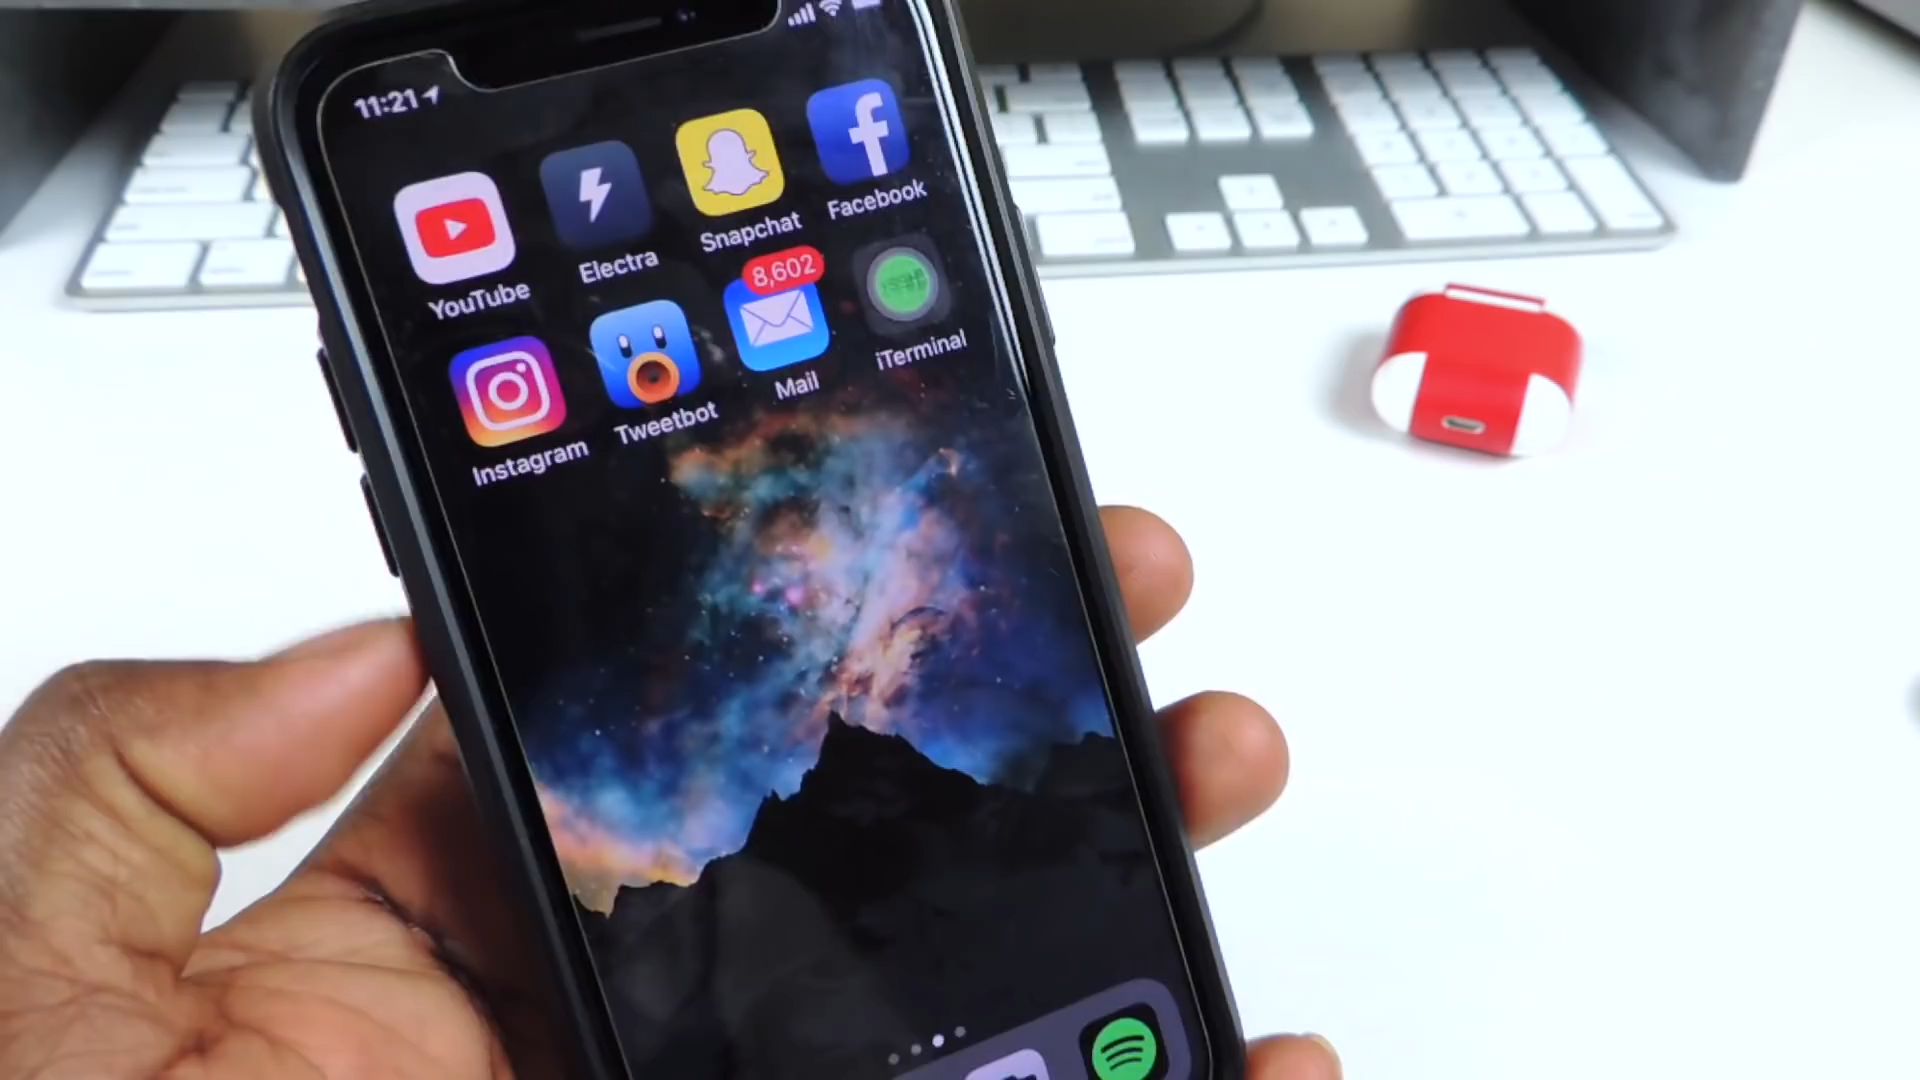 11:21
YouTube
Electra
Snapchat
Facebook
8,602
Instagram
Tweetbot
Mail
iTerminal